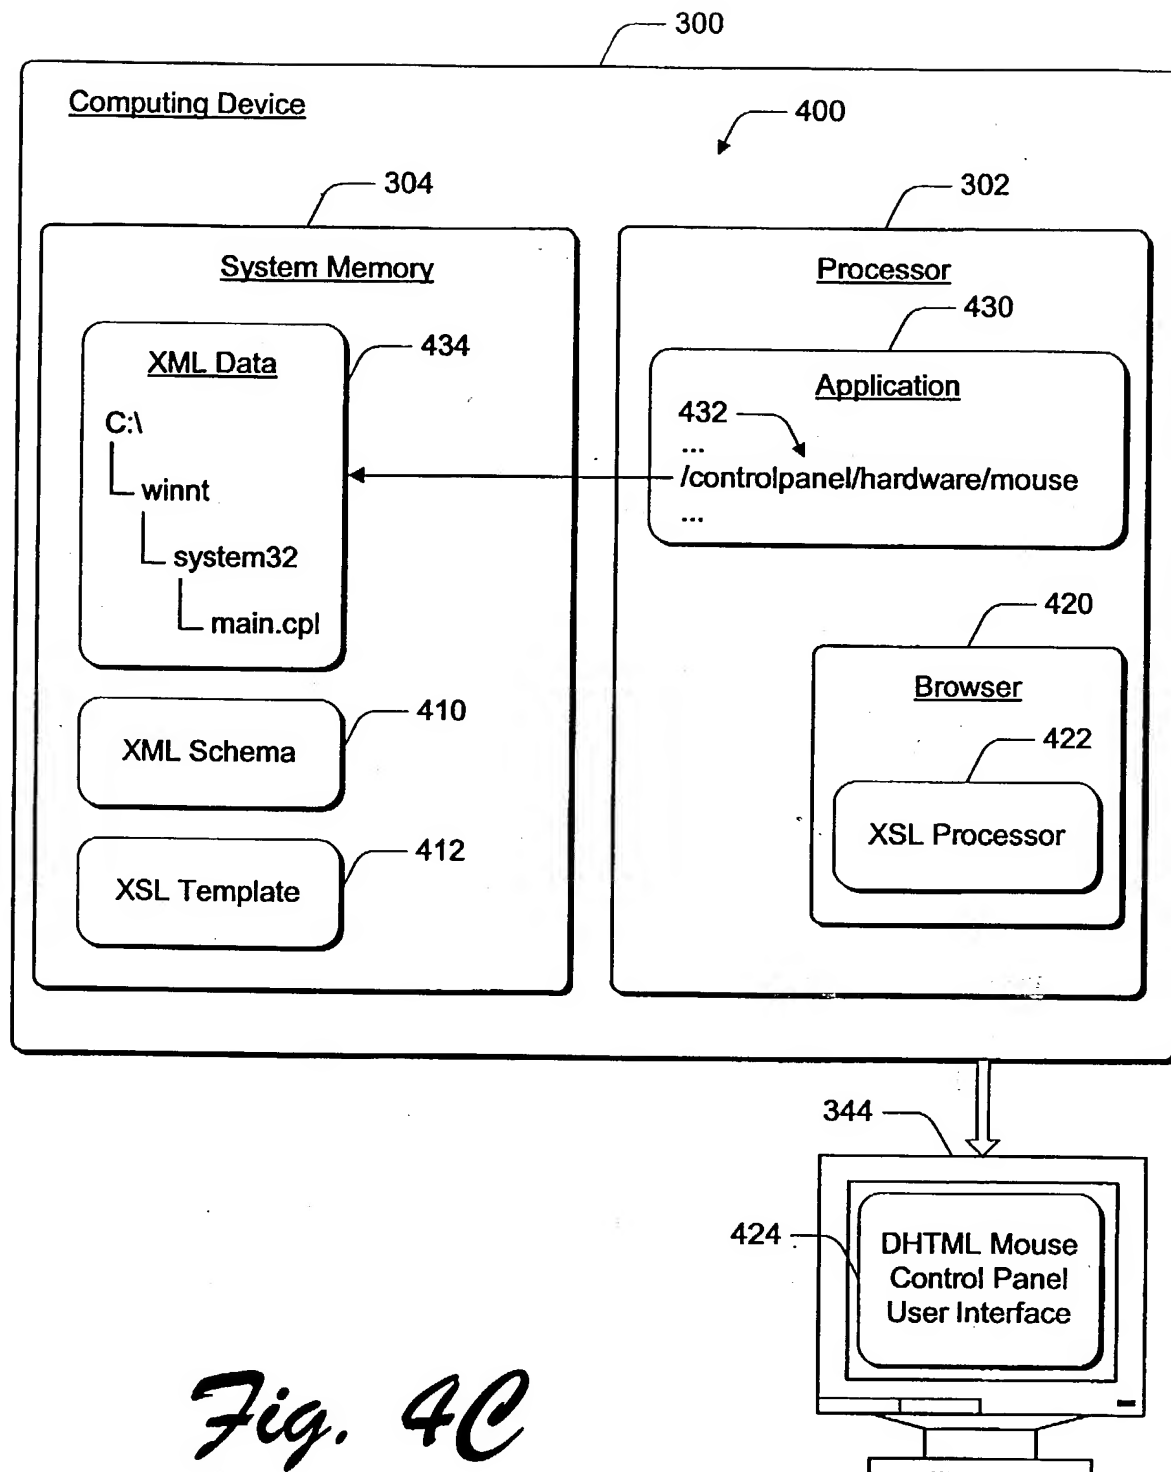 300
Computing Device
400
304
302
System Memory
Processor
430
XML Data
434
Application
432
C:\
...
winnt
/controlpanel/hardware/mouse
...
system32
main.cpl
420
Browser
410
XML Schema
422
XSL Processor
412
XSL Template
344
424
DHTML Mouse
Control Panel
User Interface
Fig. 4C